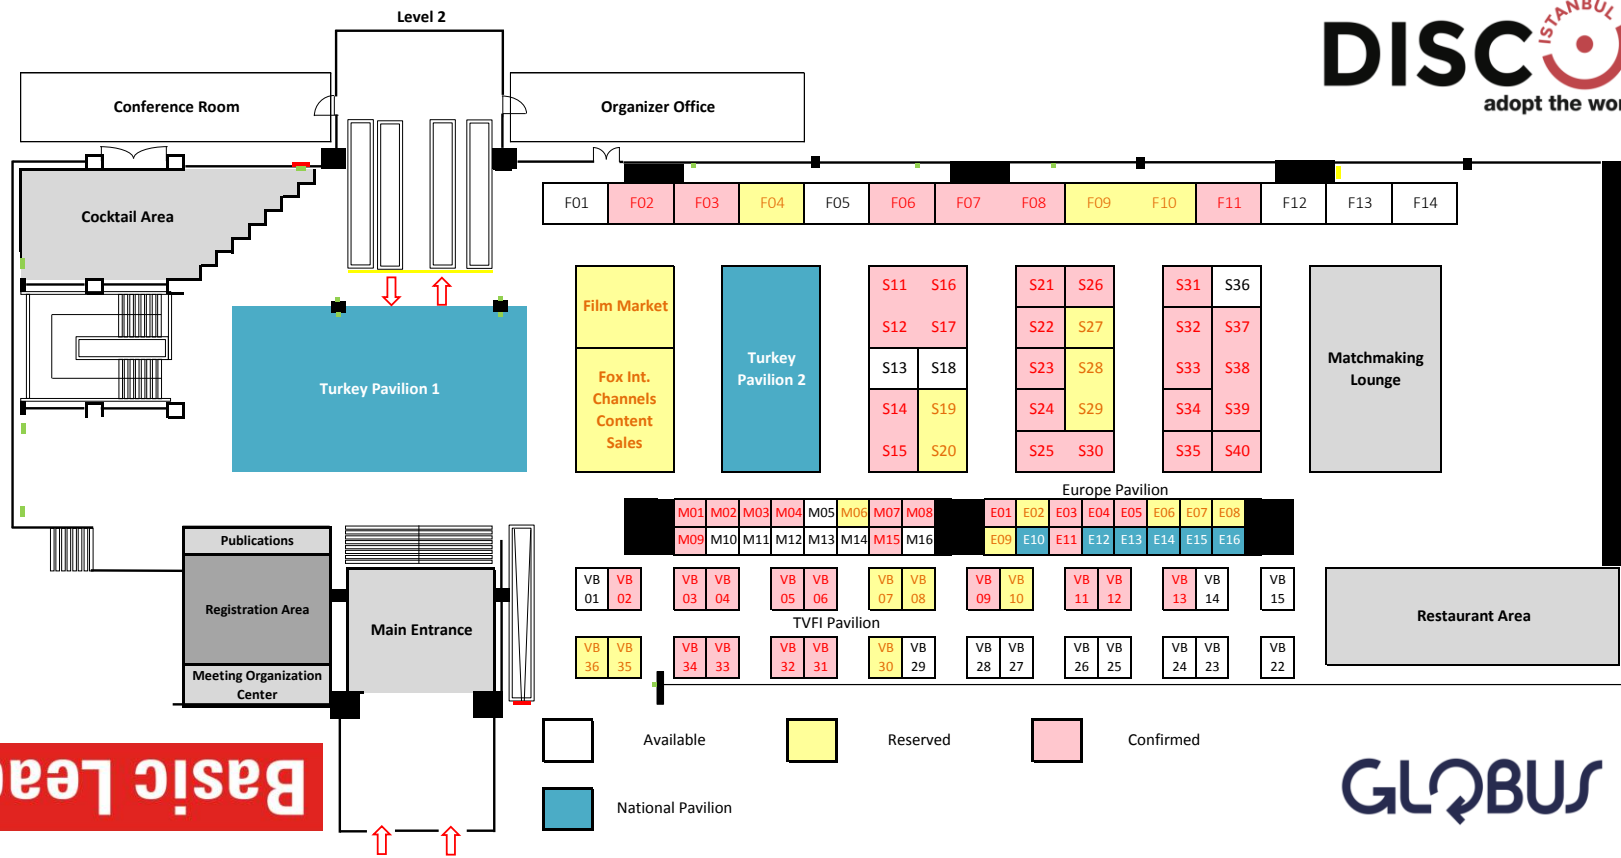 Level 2
DISCO
ISTANBUL
adopt the wor
Conference Room
Organizer Office
Cocktail Area
F01 F02 F03 F04 F05 F06 F07 F08 F09 F10 F11 F12 F13 F14
Film Market
Fox Int.
Channels
Content
Sales
Turkey Pavilion 1
Turkey
Pavilion 2
S11 S16 S21 S26 S31 S36
S12 S17 S22 S27 S32 S37
S13 S18 S23 S28 S33 S38
S14 S19 S24 S29 S34 S39
S15 S20 S25 S30 S35 S40
Matchmaking
Lounge
Europe Pavilion
M01 M02 M03 M04 M05 M06 M07 M08 E01 E02 E03 E04 E05 E06 E07 E08
M09 M10 M11 M12 M13 M14 M15 M16 E09 E10 E11 E12 E13 E14 E15 E16
VB VB VB VB VB VB VB VB VB VB VB VB VB VB VB
01 02 03 04 05 06 07 08 09 10 11 12 13 14 15
TVFI Pavilion
VB VB VB VB VB VB VB VB VB VB VB VB VB VB VB
36 35 34 33 32 31 30 29 28 27 26 25 24 23 22
Restaurant Area
Publications
Registration Area
Meeting Organization
Center
Main Entrance
Available
Reserved
Confirmed
National Pavilion
Basic Lea
GLOBUS